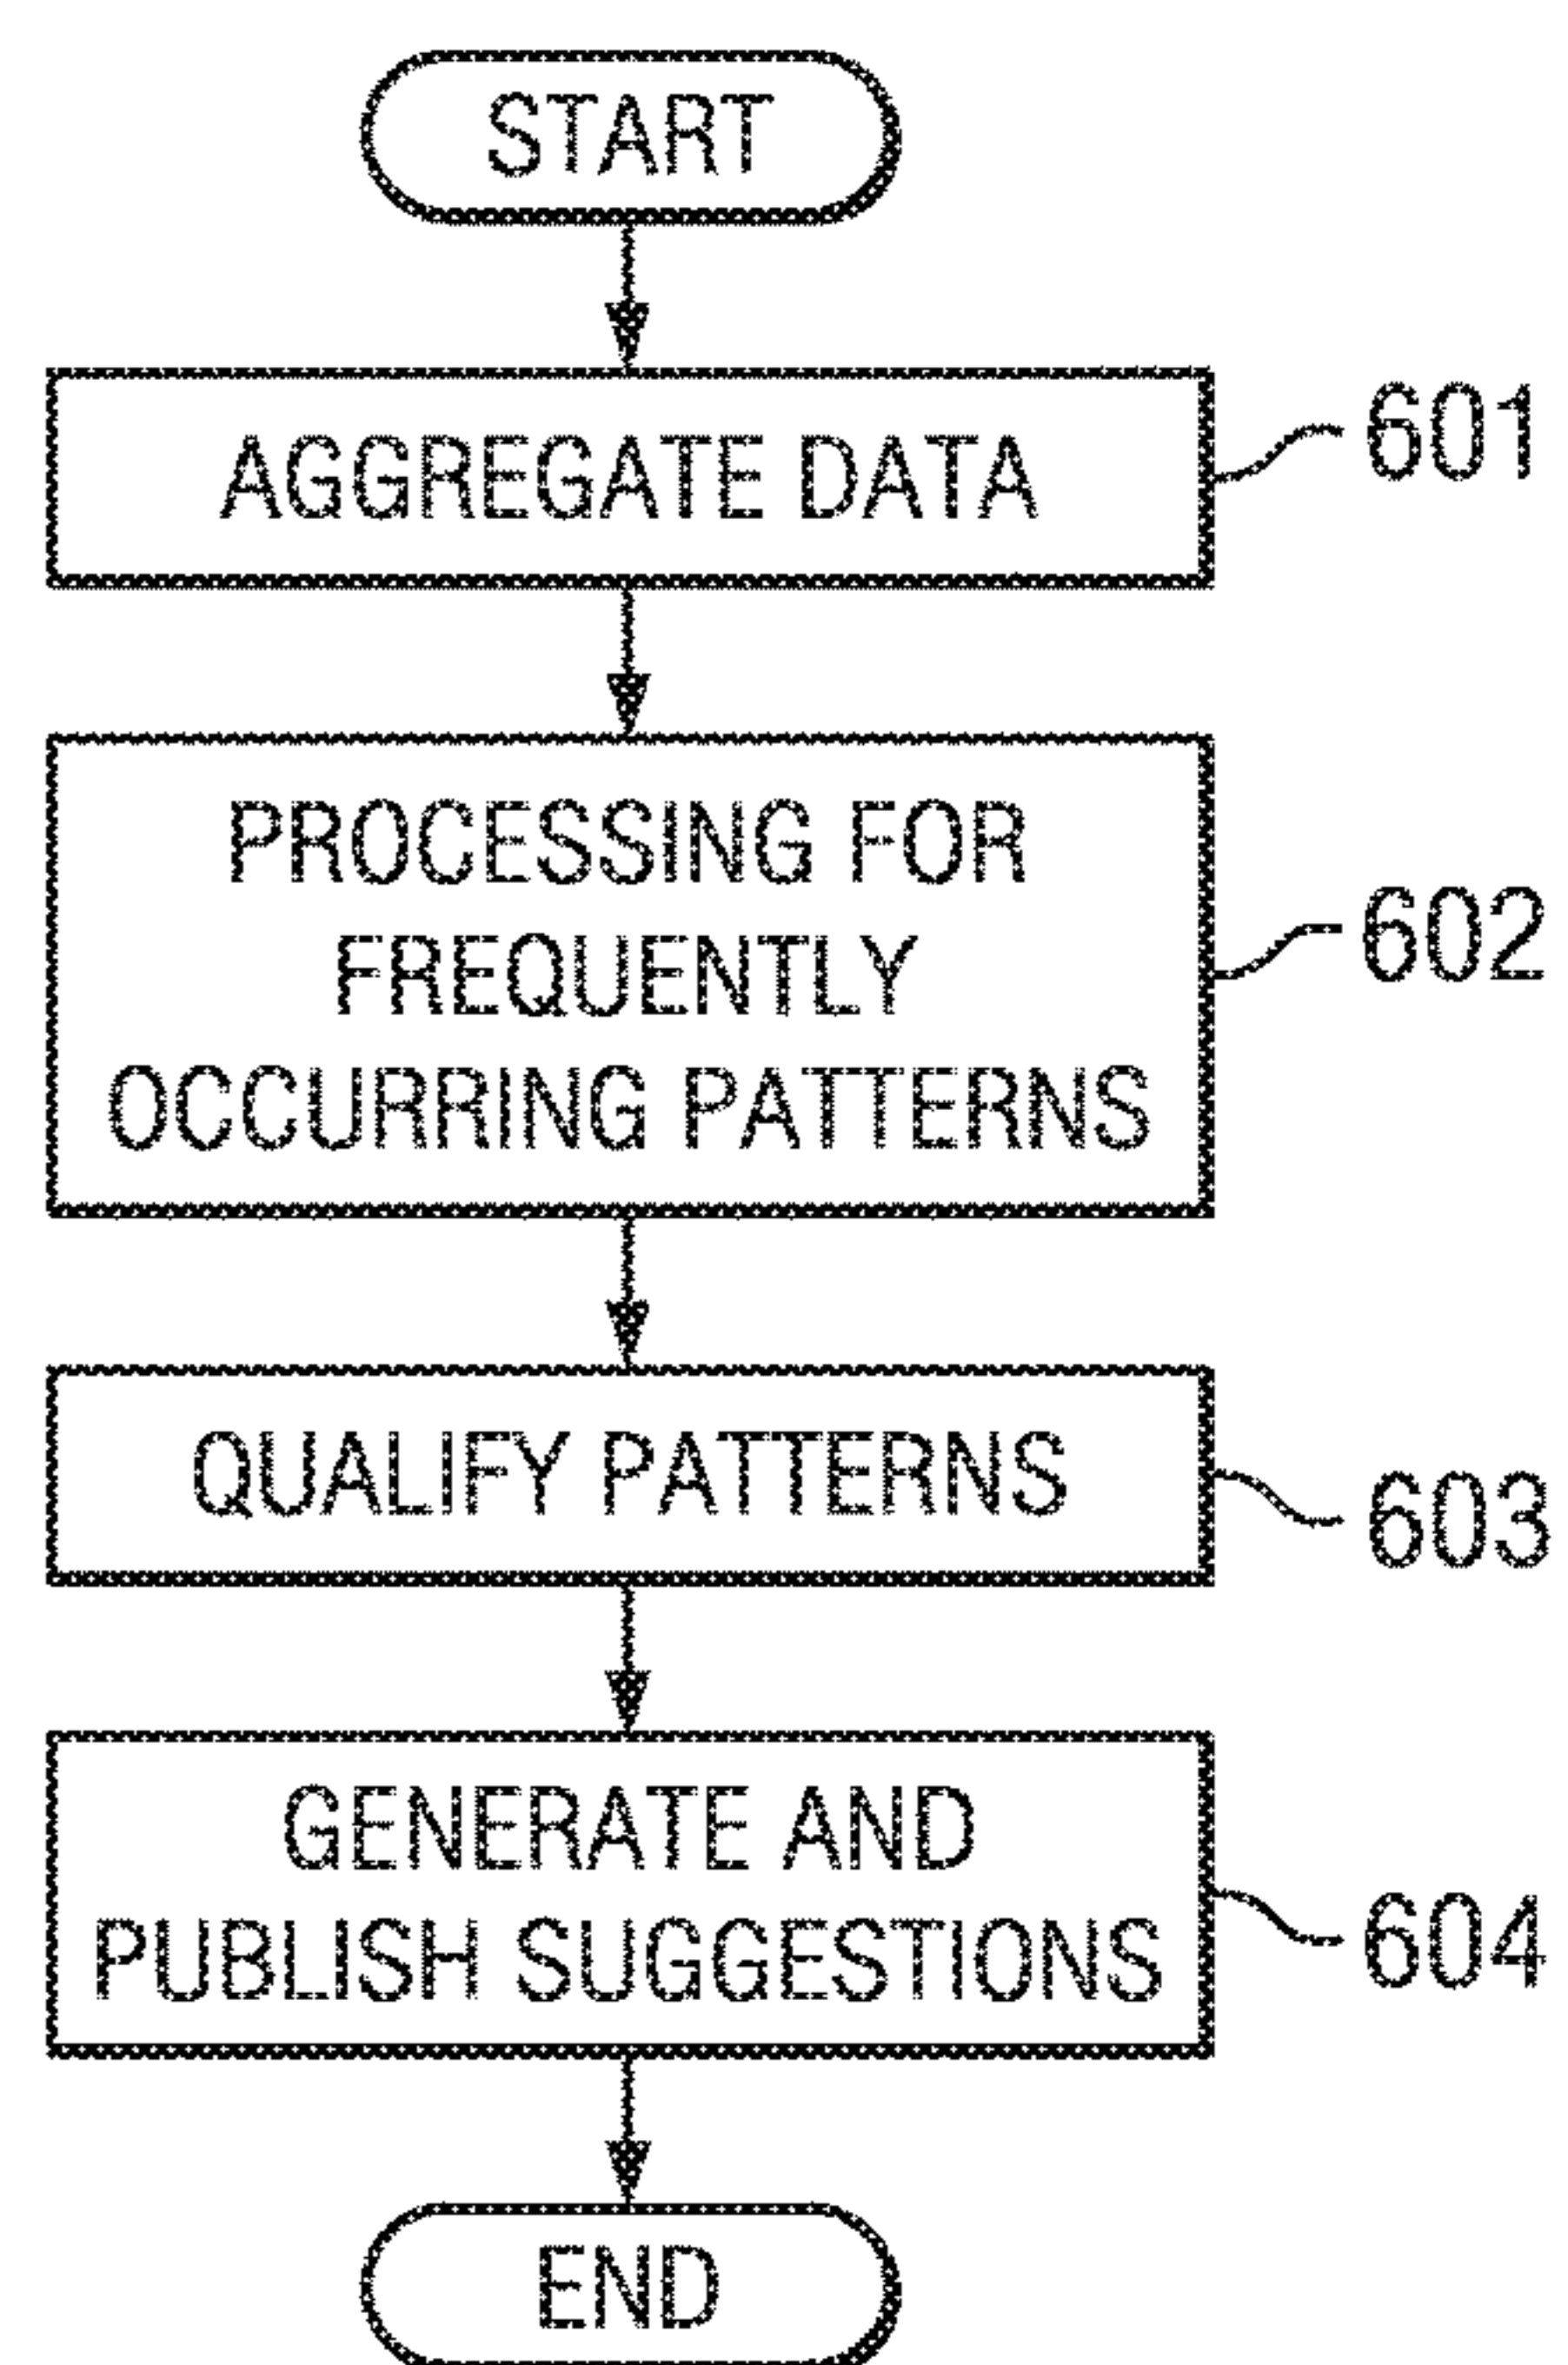 START
AGGREGATE DATA
601
PROCESSING FOR
FREQUENTLY
OCCURRING PATTERNS
602
QUALIFY PATTERNS
603
GENERATE AND
PUBLISH SUGGESTIONS
604
END